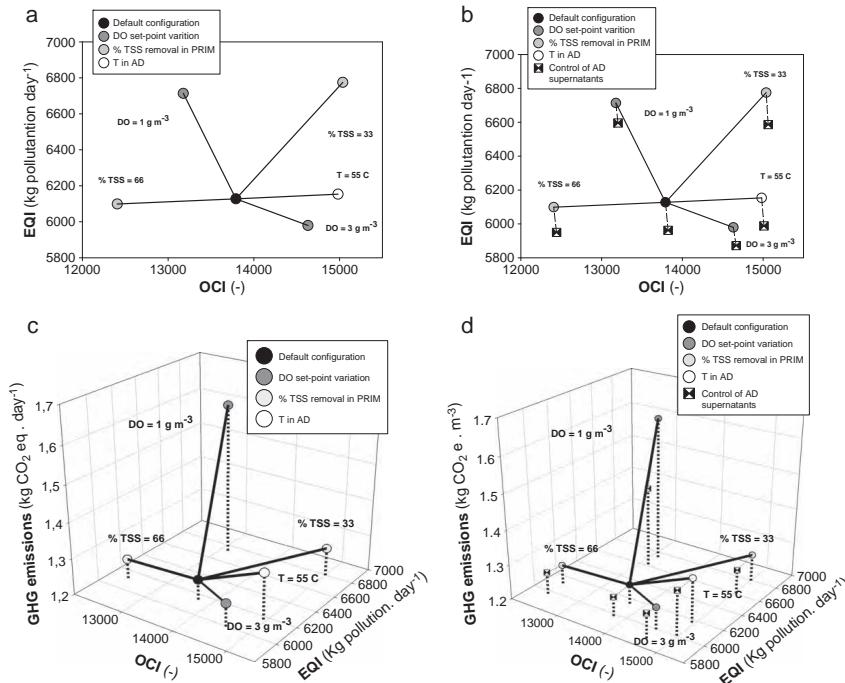 a
Default configuration
DO set-point varition
% TSS removal in PRIM
T in AD
7000
6800
6600
6400
6200
6000
5800
EQI (kg pollutantion day-1)
DO = 1 g m-3
% TSS = 33
% TSS = 66
T = 55 C
DO = 3 g m-3
12000
13000
14000
15000
OCI (-)
b
Default configuration
DO set-point variation
% TSS removal in PRIM
T in AD
Control of AD
supernatants
7000
6800
6600
6400
6200
6000
5800
EQI (kg pollutantion day-1)
% TSS = 33
DO = 1 g m-3
T = 55 C
% TSS = 66
DO = 3 g m-3
12000
13000
14000
15000
OCI (-)
c
Default configuration
DO set-point variation
% TSS removal in PRIM
T in AD
1,7
1,6
1,5
1,4
1,3
1,2
GHG emissions (kg CO2 eq . day-1)
DO = 1 g m-3
% TSS = 66
% TSS = 33
T = 55 C
DO = 3 g m-3
13000
14000
15000
OCI (-)
5800
6000
6200
6400
6600
6800
7000
EQI (Kg pollution. day-1)
d
Default configuration
DO set-point variation
% TSS removal in PRIM
T in AD
Control of AD
supernatants
1.7
1.6
1.5
1.4
1.3
1.2
GHG emissions (kg CO2 e . m-3)
DO = 1 g m-3
% TSS = 66
% TSS = 33
T = 55 C
DO = 3 g m-3
13000
14000
15000
OCI (-)
5800
6000
6200
6400
6600
6800
7000
EQI (Kg pollution. day-1)